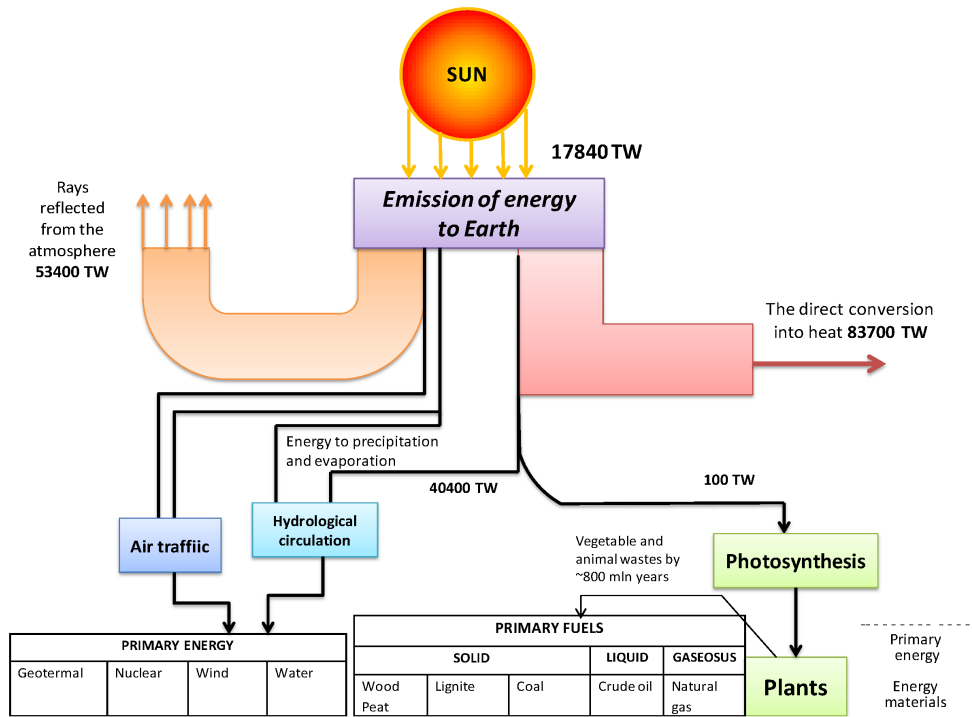 SUN
17840 TW
Emission of energy
to Earth
Rays
reflected
from the
atmosphere
53400 TW
The direct conversion
into heat 83700 TW
Energy to precipitation
and evaporation
40400 TW
100 TW
Air traffiic
Hydrological
circulation
Vegetable and
animal wastes by
~800 mln years
Photosynthesis
PRIMARY ENERGY
Geotermal
Nuclear
Wind
Water
PRIMARY FUELS
SOLID
LIQUID
GASEOSUS
Wood
Peat
Lignite
Coal
Crude oil
Natural
gas
Plants
Primary
energy
Energy
materials